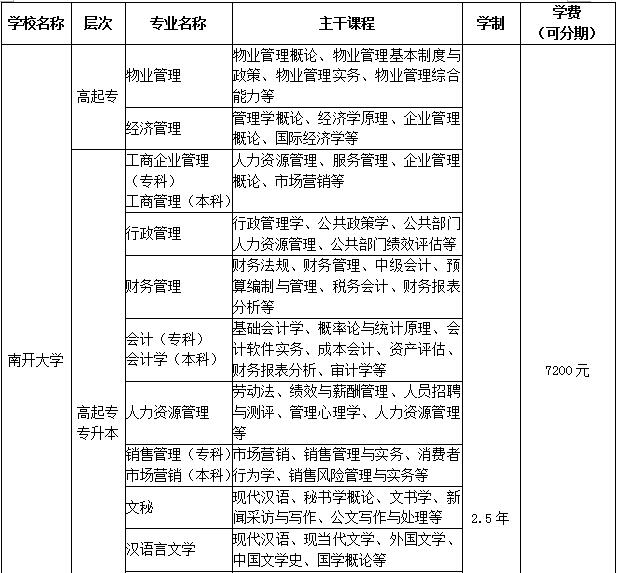 学校名称 层次 专业名称 主干课程 学制 学费
（可分期）
南开大学
高起专
物业管理
物业管理概论、物业管理基本制度与
政策、物业管理实务、物业管理综合
能力等
经济管理
管理学概论、经济学原理、企业管理
概论、国际经济学等
高起专
专升本
工商企业管理
（专科）
工商管理（本科）
人力资源管理、服务管理、企业管理
概论、市场营销等
行政管理
行政管理学、公共政策学、公共部门
人力资源管理、公共部门绩效评估等
财务管理
财务法规、财务管理、中级会计、预
算编制与管理、税务会计、财务报表
分析等
会计（专科）
会计学（本科）
基础会计学、概率论与统计原理、会
计软件实务、成本会计、资产评估、
财务报表分析、审计学等
人力资源管理
劳动法、绩效与薪酬管理、人员招聘
与测评、管理心理学、人力资源管理
等
销售管理（专科）
市场营销（本科）
市场营销、销售管理与实务、消费者
行为学、销售风险管理与实务等
文秘
现代汉语、秘书学概论、文书学、新
闻采访与写作、公文写作与处理等
汉语言文学
现代汉语、现当代文学、外国文学、
中国文学史、国学概论等
2.5年
7200元